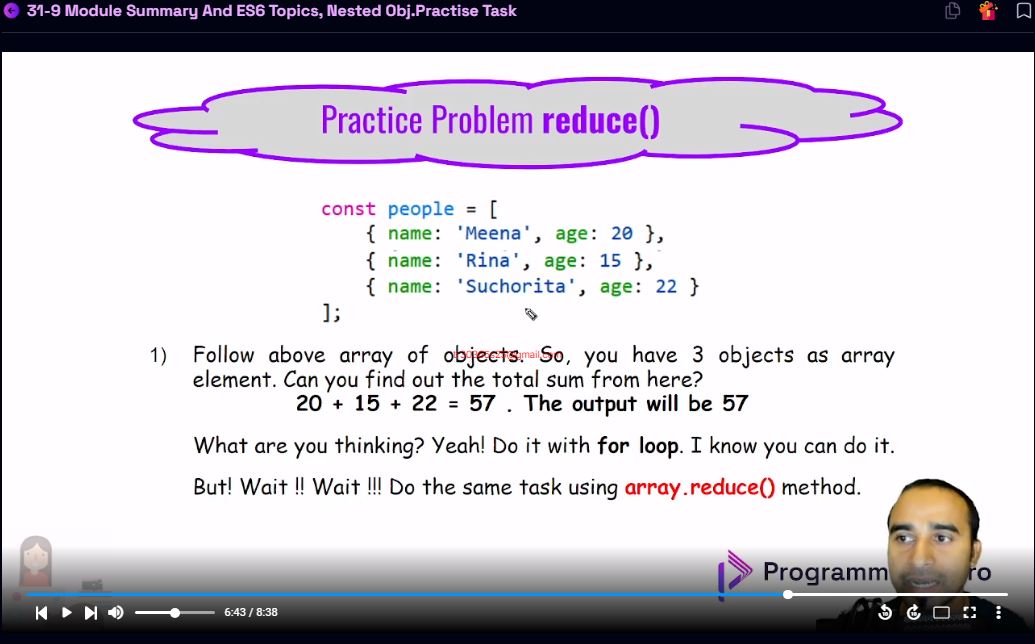 31-9 Module Summary And ES6 Topics, Nested Obj.Practise Task
Practice Problem reduce()
const people = [
{ name: 'Meena', age: 20 },
{ name: 'Rina', age: 15 },
{ name: 'Suchorita', age: 22 }
];
1) Follow above array of objects. So, you have 3 objects as array
element. Can you find out the total sum from here?
20 + 15 + 22 = 57 . The output will be 57
What are you thinking? Yeah! Do it with for loop. I know you can do it.
But! Wait !! Wait !!! Do the same task using array.reduce() method.
6:43 / 8:38